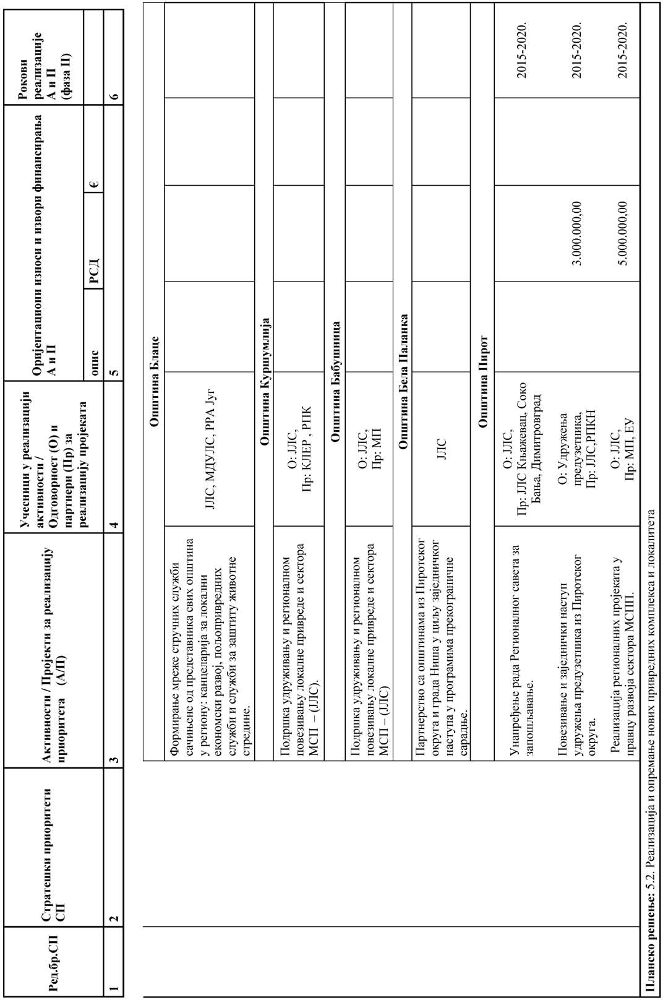 Ред.бр.СП
Стратешки приоритети
СП
Активности / Пројекти за реализацију
приоритета (А/П)
Учесници у реализацији
активности /
Одговорност (О) и
партнери (Пр) за
реализацију пројеката
Оријентациони износи и извори финансирања
А и П
опис
РСД
€
Рокови
реализације
А и П
(фаза II)
1
2
3
4
5
6
Општина Блаце
Формирање мреже стручних служби
сачињене од представника свих општина
у региону: канцеларија за локални
економски развој, пољопривредних
служби и служби за заштиту животне
стредине.
ЈЛС, МДУЛС, РРА Југ
Општина Куршумлија
Подршка удруживању и регионалном
повезивању локалне привреде и сектора
МСП – (ЈЛС).
О: ЈЛС,
Пр: КЛЕР , РПК
Општина Бабушница
Подршка удруживању и регионалном
повезивању локалне привреде и сектора
МСП – (ЈЛС)
О: ЈЛС,
Пр: МП
Општина Бела Паланка
Партнерство са општинама из Пиротског
округа и града Ниша у циљу заједничког
наступа у програмима прекограничне
сарадње.
ЈЛС
Општина Пирот
Унапређење рада Регионалног савета за
запошљавање.
О: ЈЛС,
Пр: ЈЛС Књажевац, Соко
Бања, Димитровград
2015-2020.
Повезивање и заједнички наступ
удружења предузетника из Пиротског
округа.
О: Удружења
предузетника,
Пр: ЈЛС,РПКН
3.000.000,00
2015-2020.
Реализација регионалних пројеката у
правцу развоја сектора МСПП.
О: ЈЛС,
Пр: МП, ЕУ
5.000.000,00
2015-2020.
Планско решење: 5.2. Реализација и опремање нових привредних комплекса и локалитета